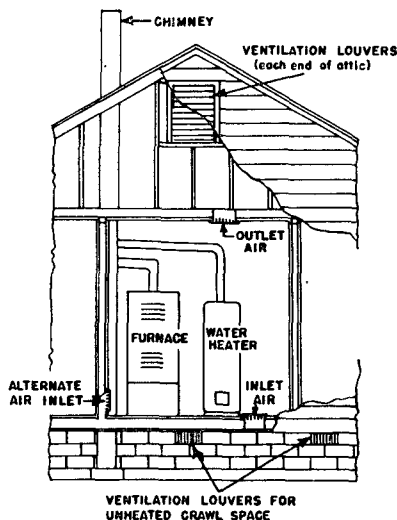 CHIMNEY
VENTILATION LOUVERS
(each end of attic)
OUTLET
AIR
FURNACE
WATER
HEATER
ALTERNATE
AIR INLET
INLET
AIR
VENTILATION LOUVERS FOR
UNHEATED CRAWL SPACE